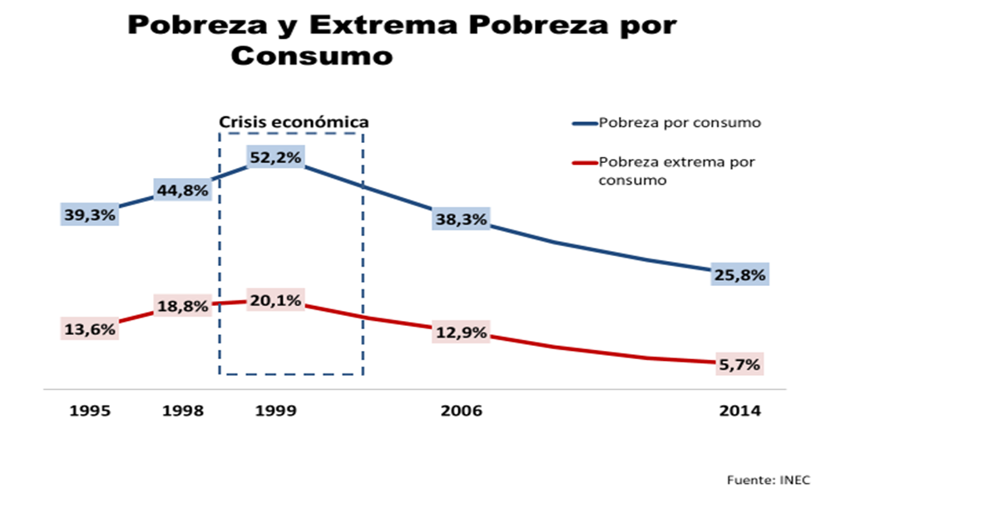 Pobreza y Extrema Pobreza por
Consumo
Crisis económica
Pobreza por consumo
Pobreza extrema por
consumo
52,2%
44,8%
39,3%
38,3%
25,8%
20,1%
18,8%
13,6%
12,9%
5,7%
1995 1998 1999 2006 2014
Fuente: INEC